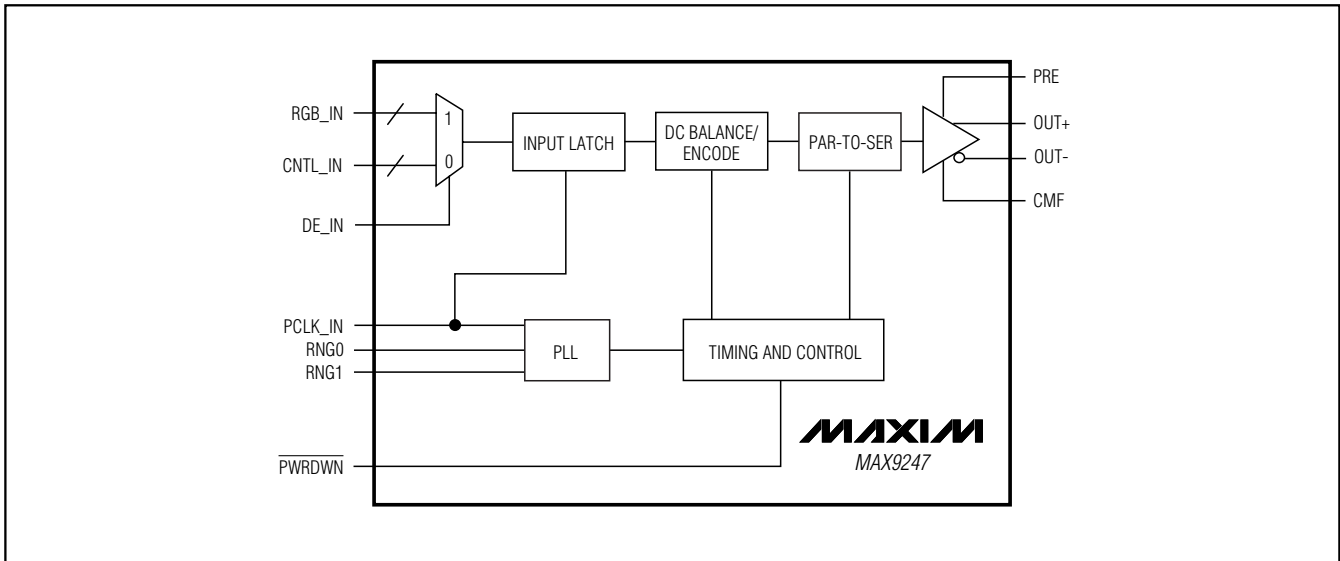 RGB_IN
CNTL_IN
DE_IN
PCLK_IN
RNG0
RNG1
PWRDWN
1
0
INPUT LATCH
DC BALANCE/
ENCODE
PAR-TO-SER
PLL
TIMING AND CONTROL
MAXIM
MAX9247
PRE
OUT+
OUT-
CMF